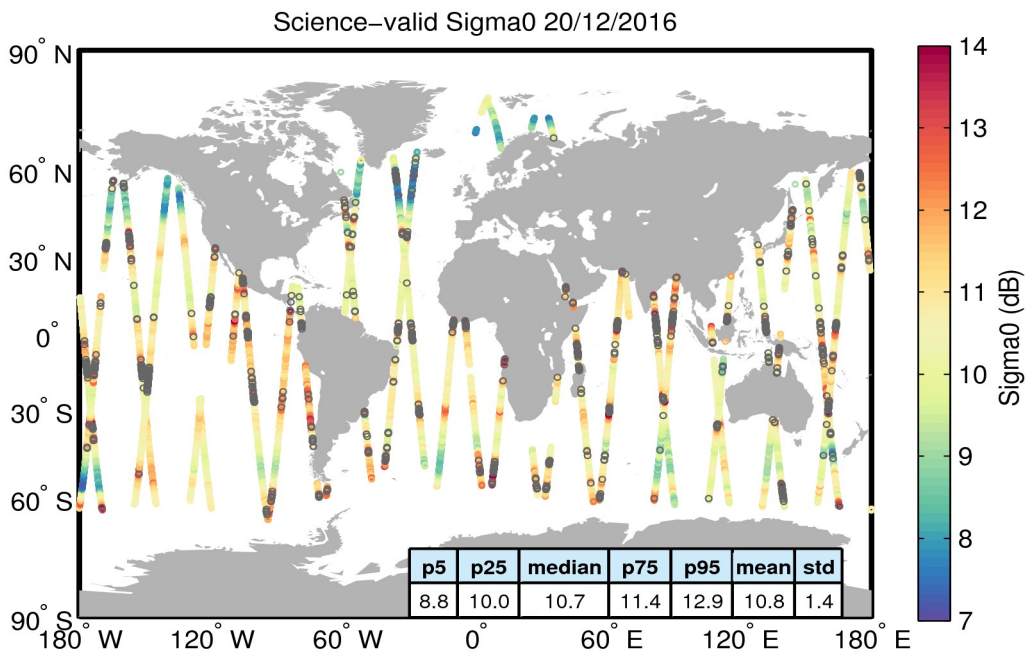 Science−valid Sigma0 20/12/2016
90° N
60° N
30° N
0°
30° S
60° S
90° S
180° W
120° W
60° W
0°
60° E
120° E
180° E
p5 p25 median p75 p95 mean std
8.8 10.0 10.7 11.4 12.9 10.8 1.4
14
13
12
11
10
9
8
7
Sigma0 (dB)